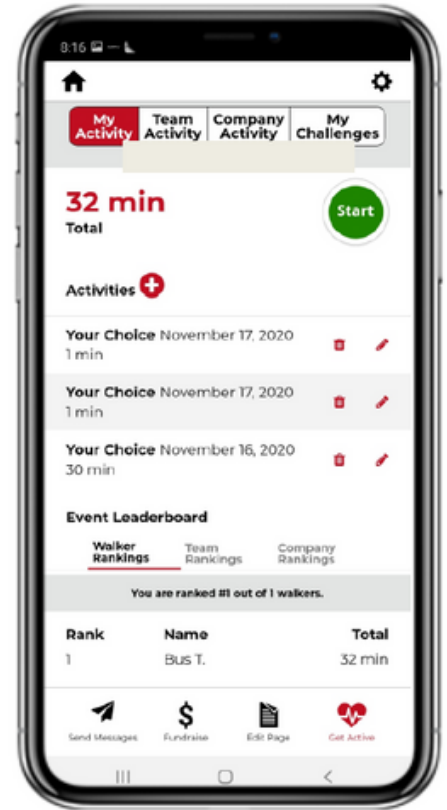 8:16
My Activity
Team Activity
Company Activity
My Challenges
32 min
Total
Start
Activities
Your Choice November 17, 2020
1 min
Your Choice November 17, 2020
1 min
Your Choice November 16, 2020
30 min
Event Leaderboard
Walker Rankings
Team Rankings
Company Rankings
You are ranked #1 out of 1 walkers.
Rank Name Total
1 Bus T. 32 min
Send Messages
Fundraise
Edit Page
Get Active